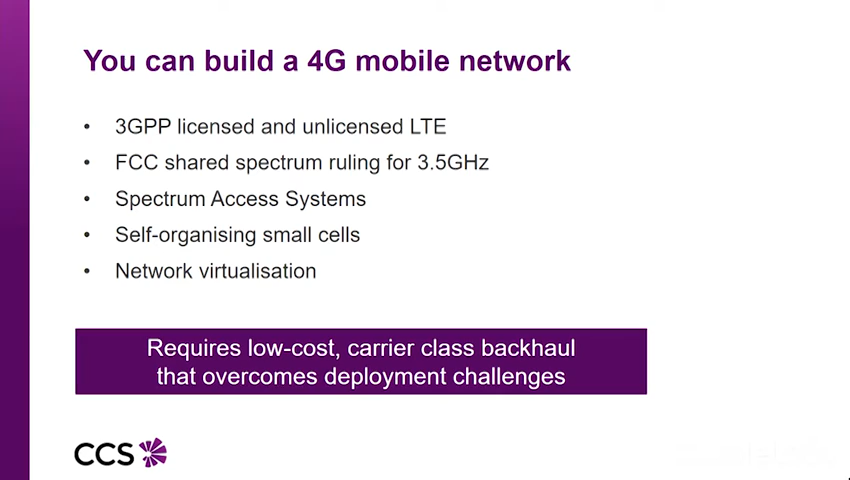 You can build a 4G mobile network
• 3GPP licensed and unlicensed LTE
• FCC shared spectrum ruling for 3.5GHz
• Spectrum Access Systems
• Self-organising small cells
• Network virtualisation
Requires low-cost, carrier class backhaul
that overcomes deployment challenges
CCS